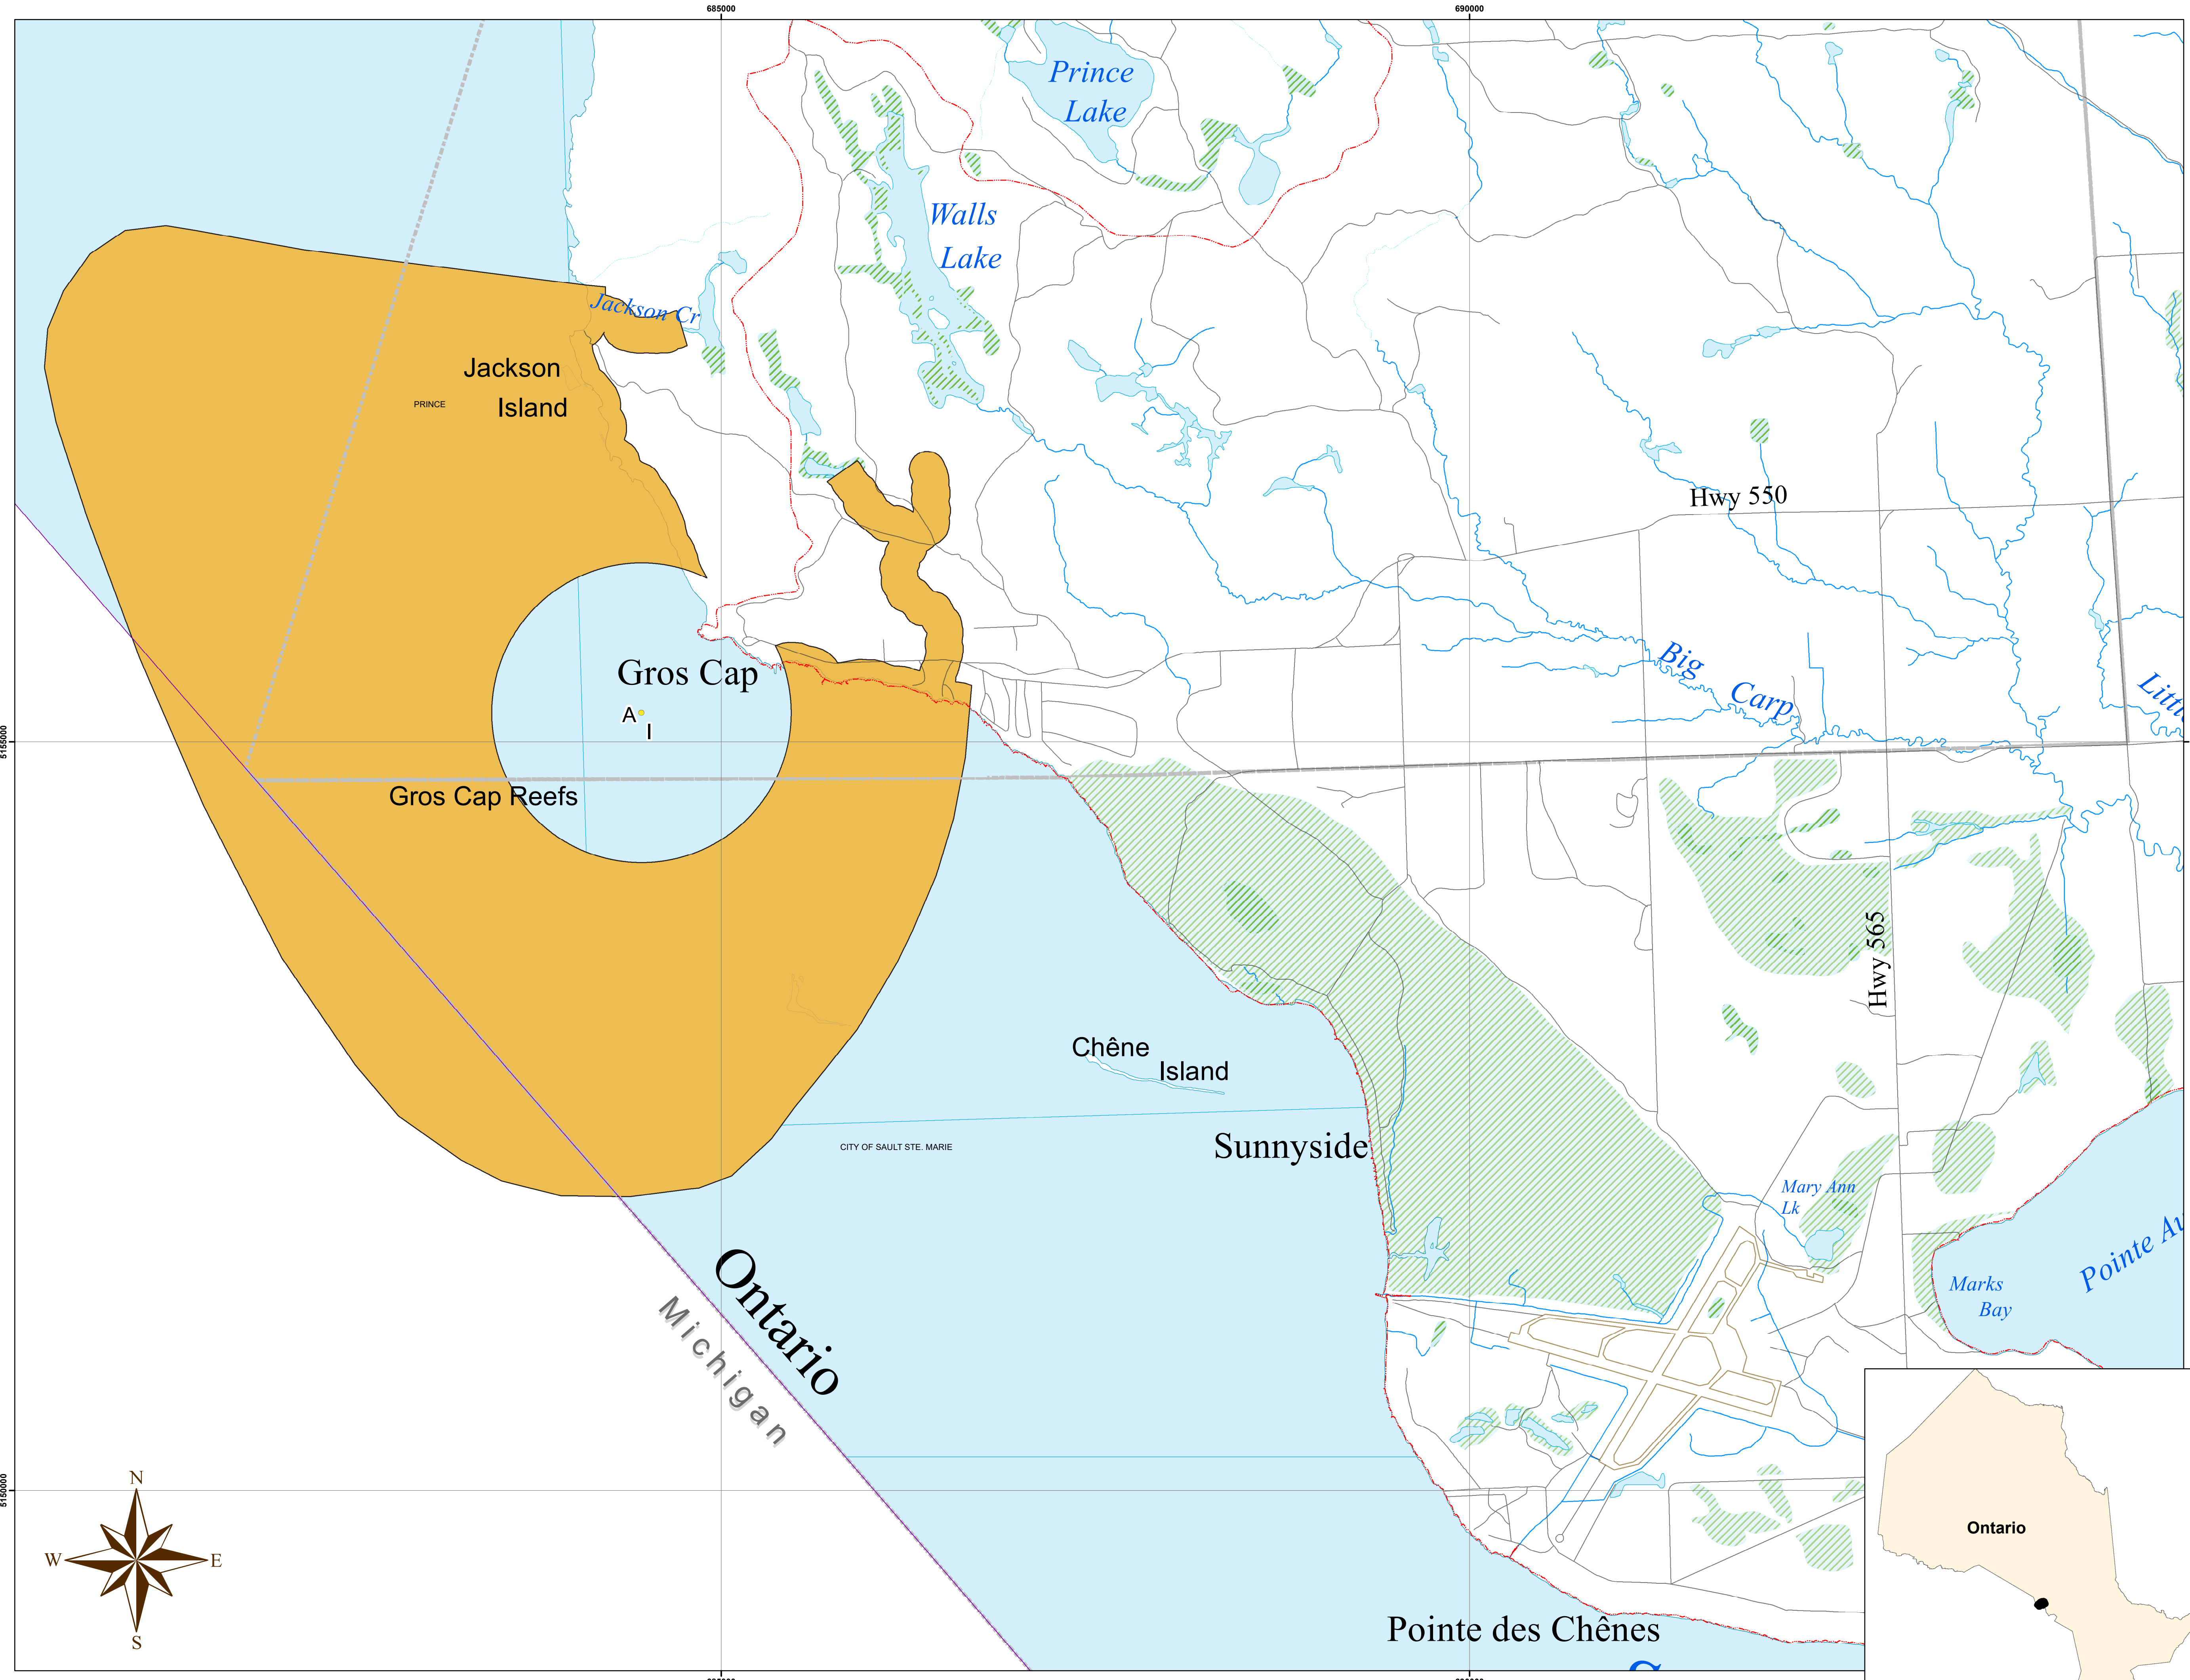 685000
690000
Prince
Lake
Walls
Lake
Jackson Cr
Jackson
Island
PRINCE
Hwy 550
Gros Cap
A
I
Big
Carp
5155000
Gros Cap Reefs
Hwy 565
Chêne
Island
CITY OF SAULT STE. MARIE
Sunnyside
Mary Ann
Lk
Marks
Bay
Pointe
Ontario
Michigan
5150000
N
W
E
S
Ontario
Pointe des Chênes